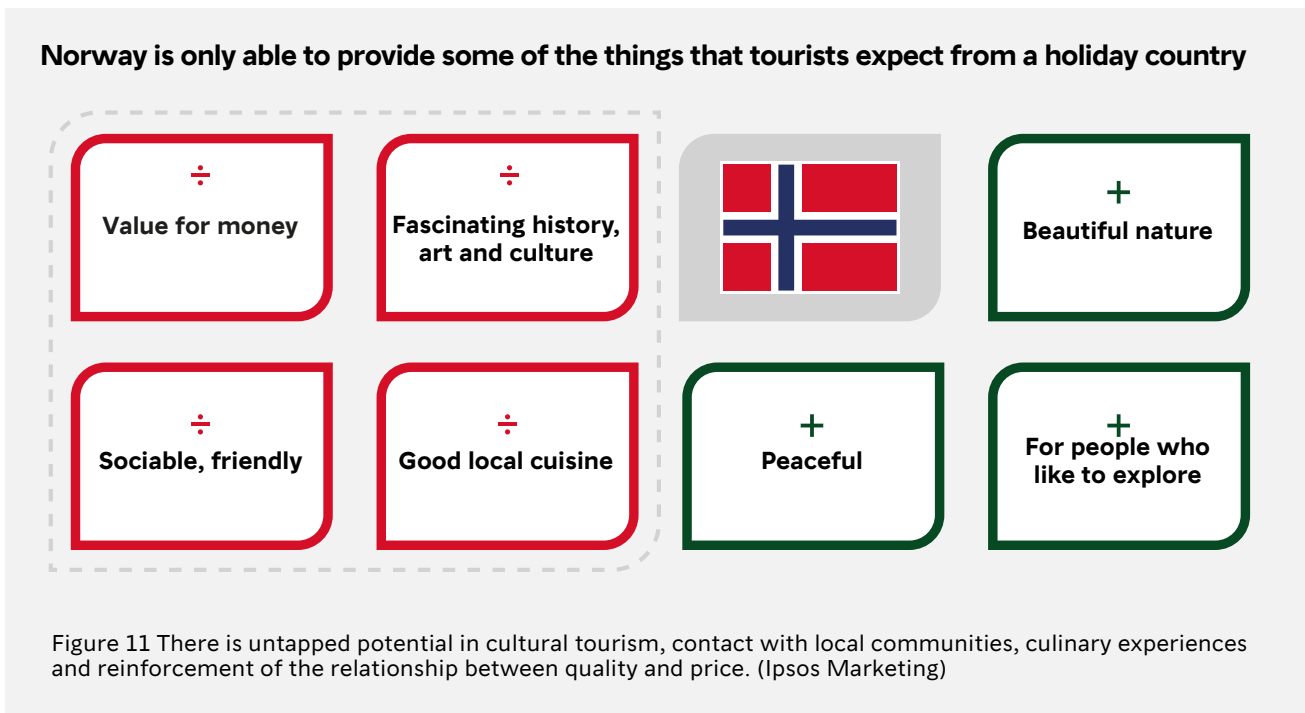 Norway is only able to provide some of the things that tourists expect from a holiday country
÷
Value for money
÷
Fascinating history,
art and culture
+
Beautiful nature
÷
Sociable, friendly
÷
Good local cuisine
+
Peaceful
+
For people who
like to explore
Figure 11 There is untapped potential in cultural tourism, contact with local communities, culinary experiences
and reinforcement of the relationship between quality and price. (Ipsos Marketing)